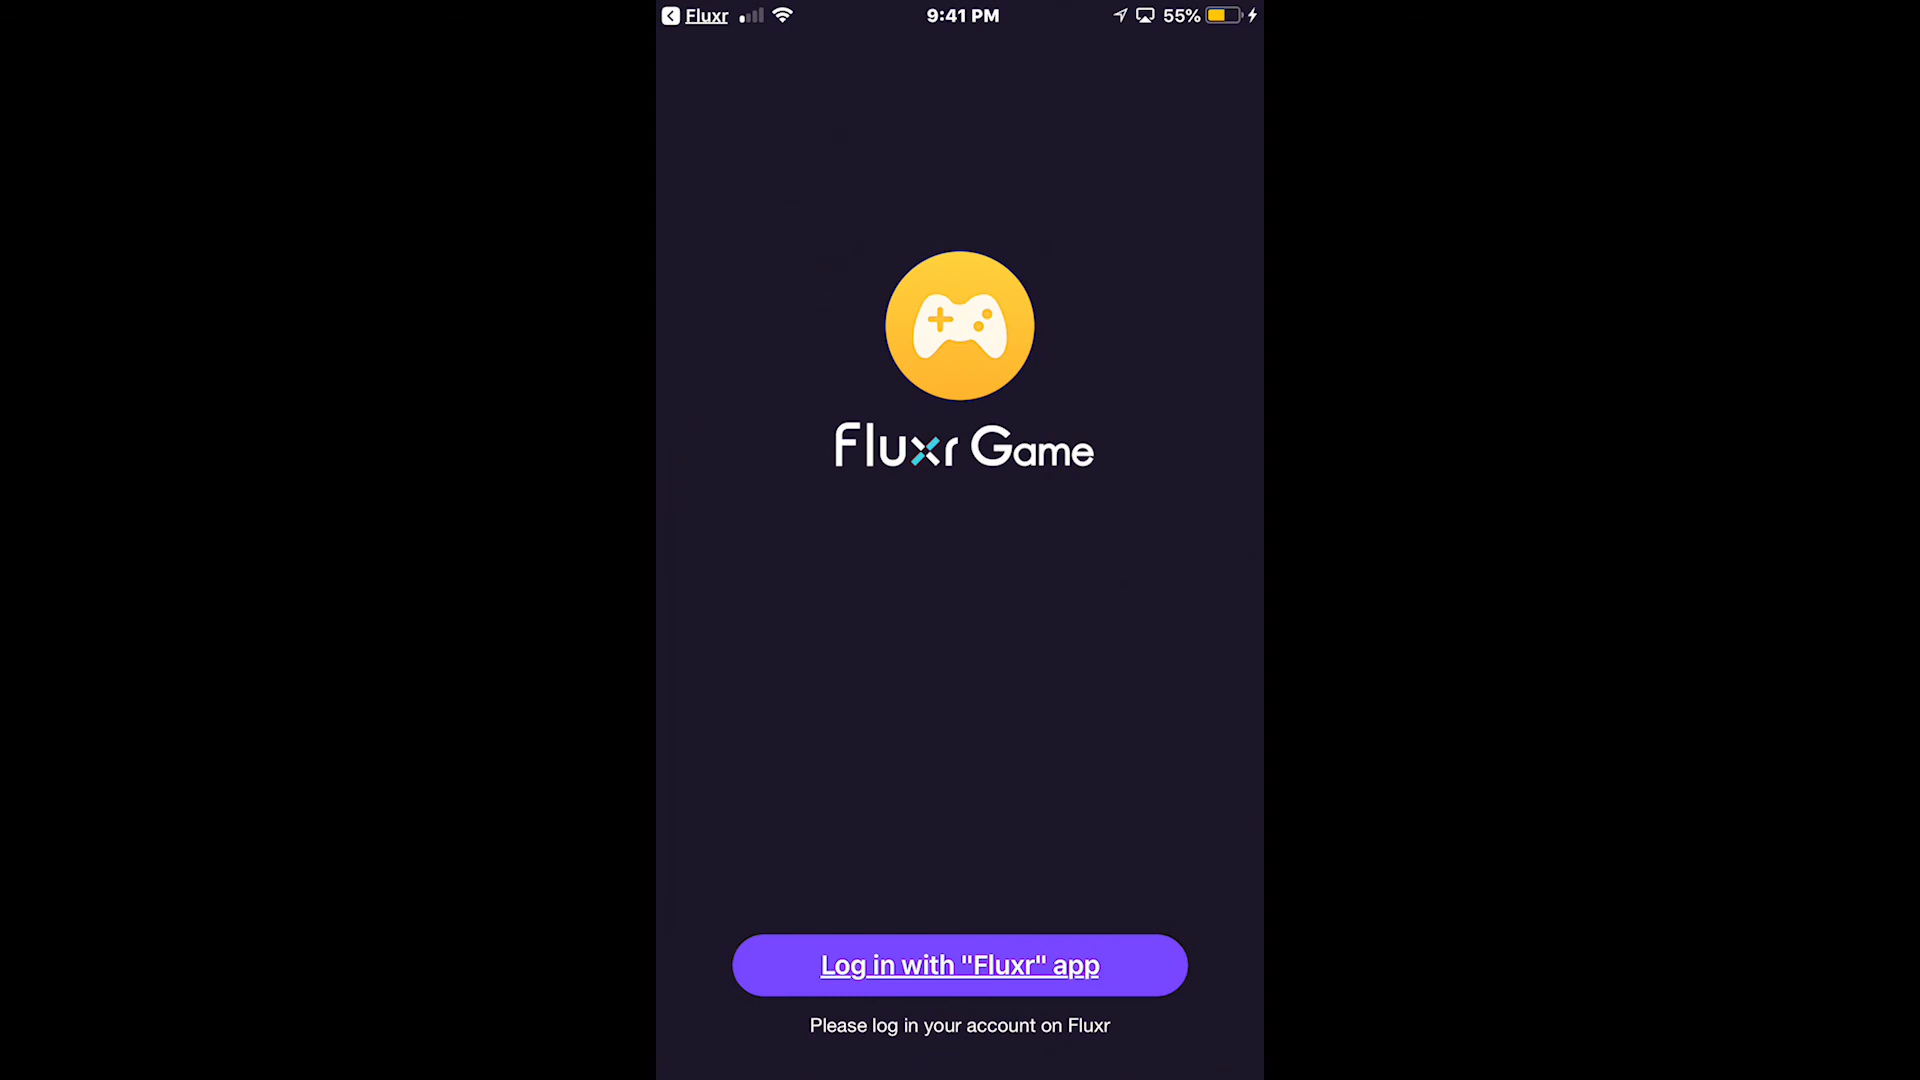 Fluxr 9:41 PM 55%
Fluxr Game
Log in with "Fluxr" app
Please log in your account on Fluxr